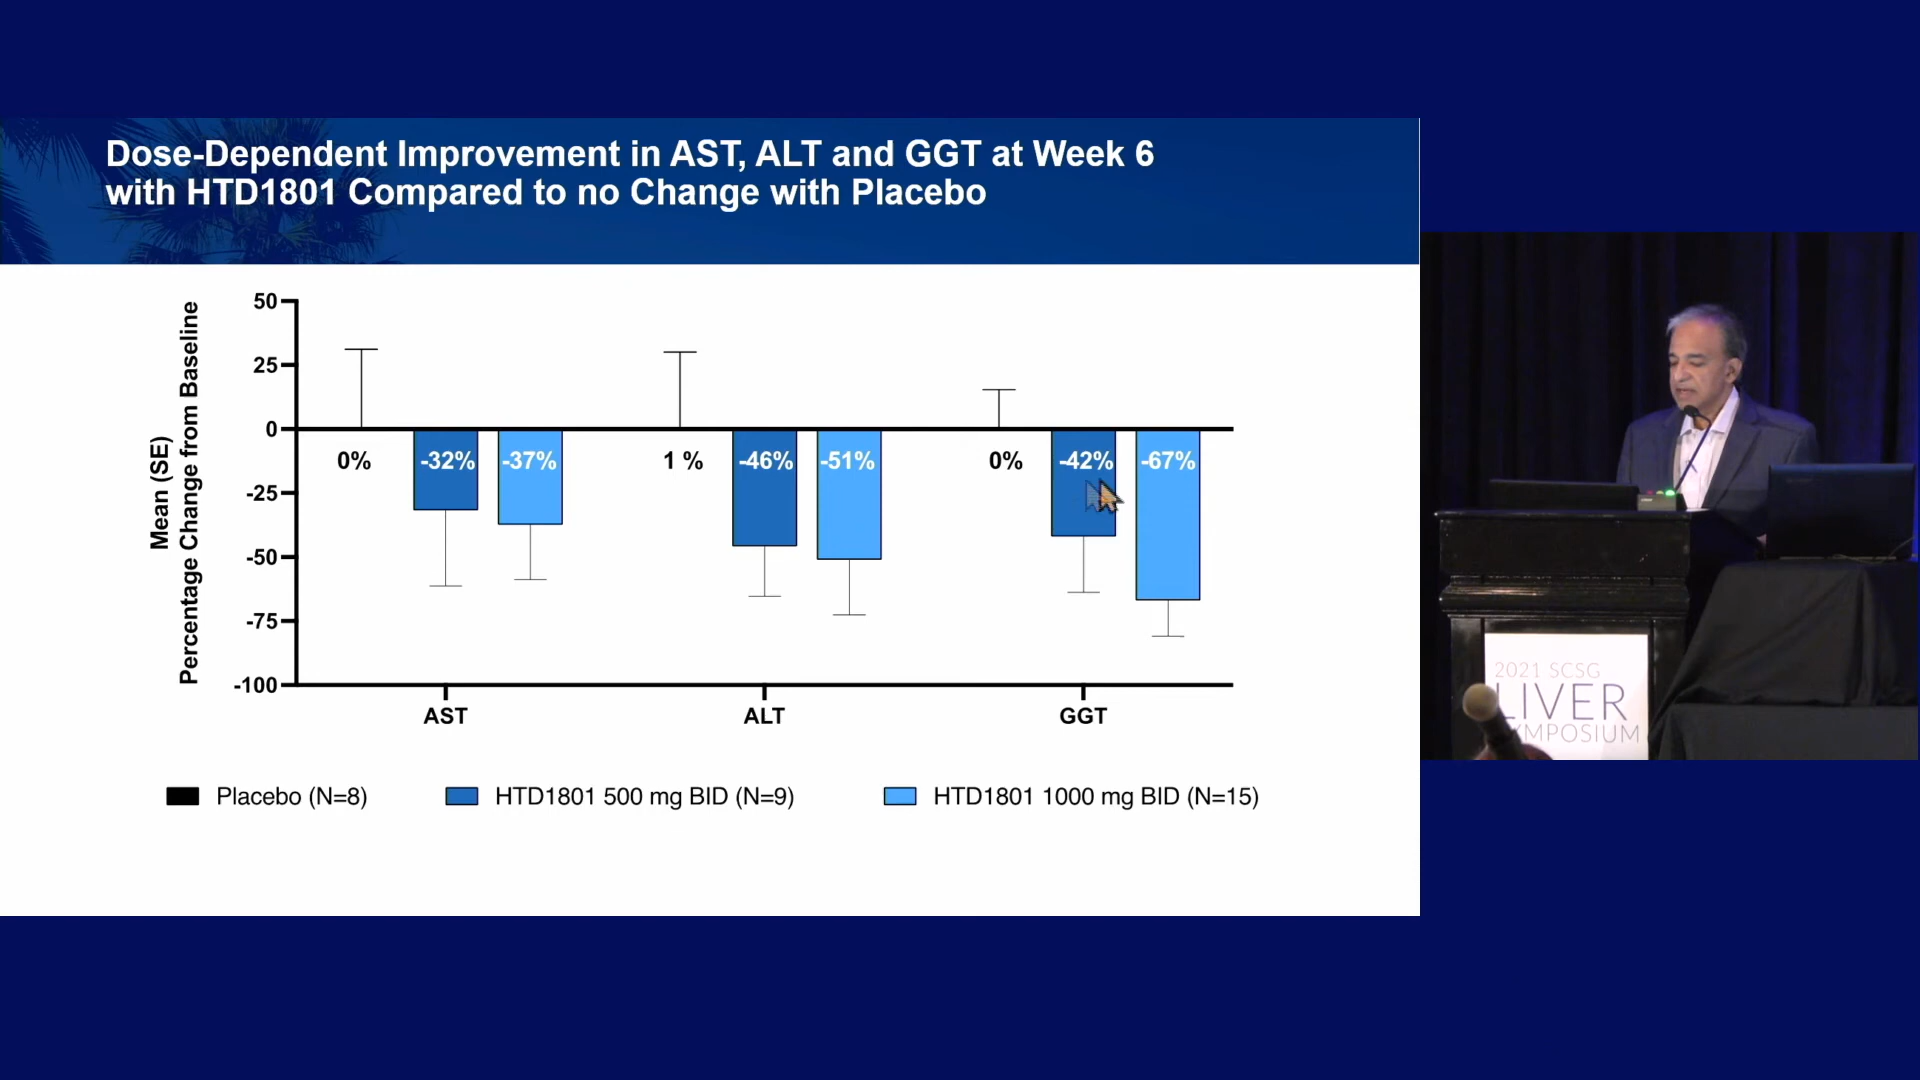 Dose-Dependent Improvement in AST, ALT and GGT at Week 6
with HTD1801 Compared to no Change with Placebo
Mean (SE)
Percentage Change from Baseline
50
25
0
-25
-50
-75
-100
0%
-32%
-37%
1 %
-46%
-51%
0%
-42%
-67%
AST
ALT
GGT
Placebo (N=8)
HTD1801 500 mg BID (N=9)
HTD1801 1000 mg BID (N=15)
2021 SCSG
LIVER
YMPOSIUM